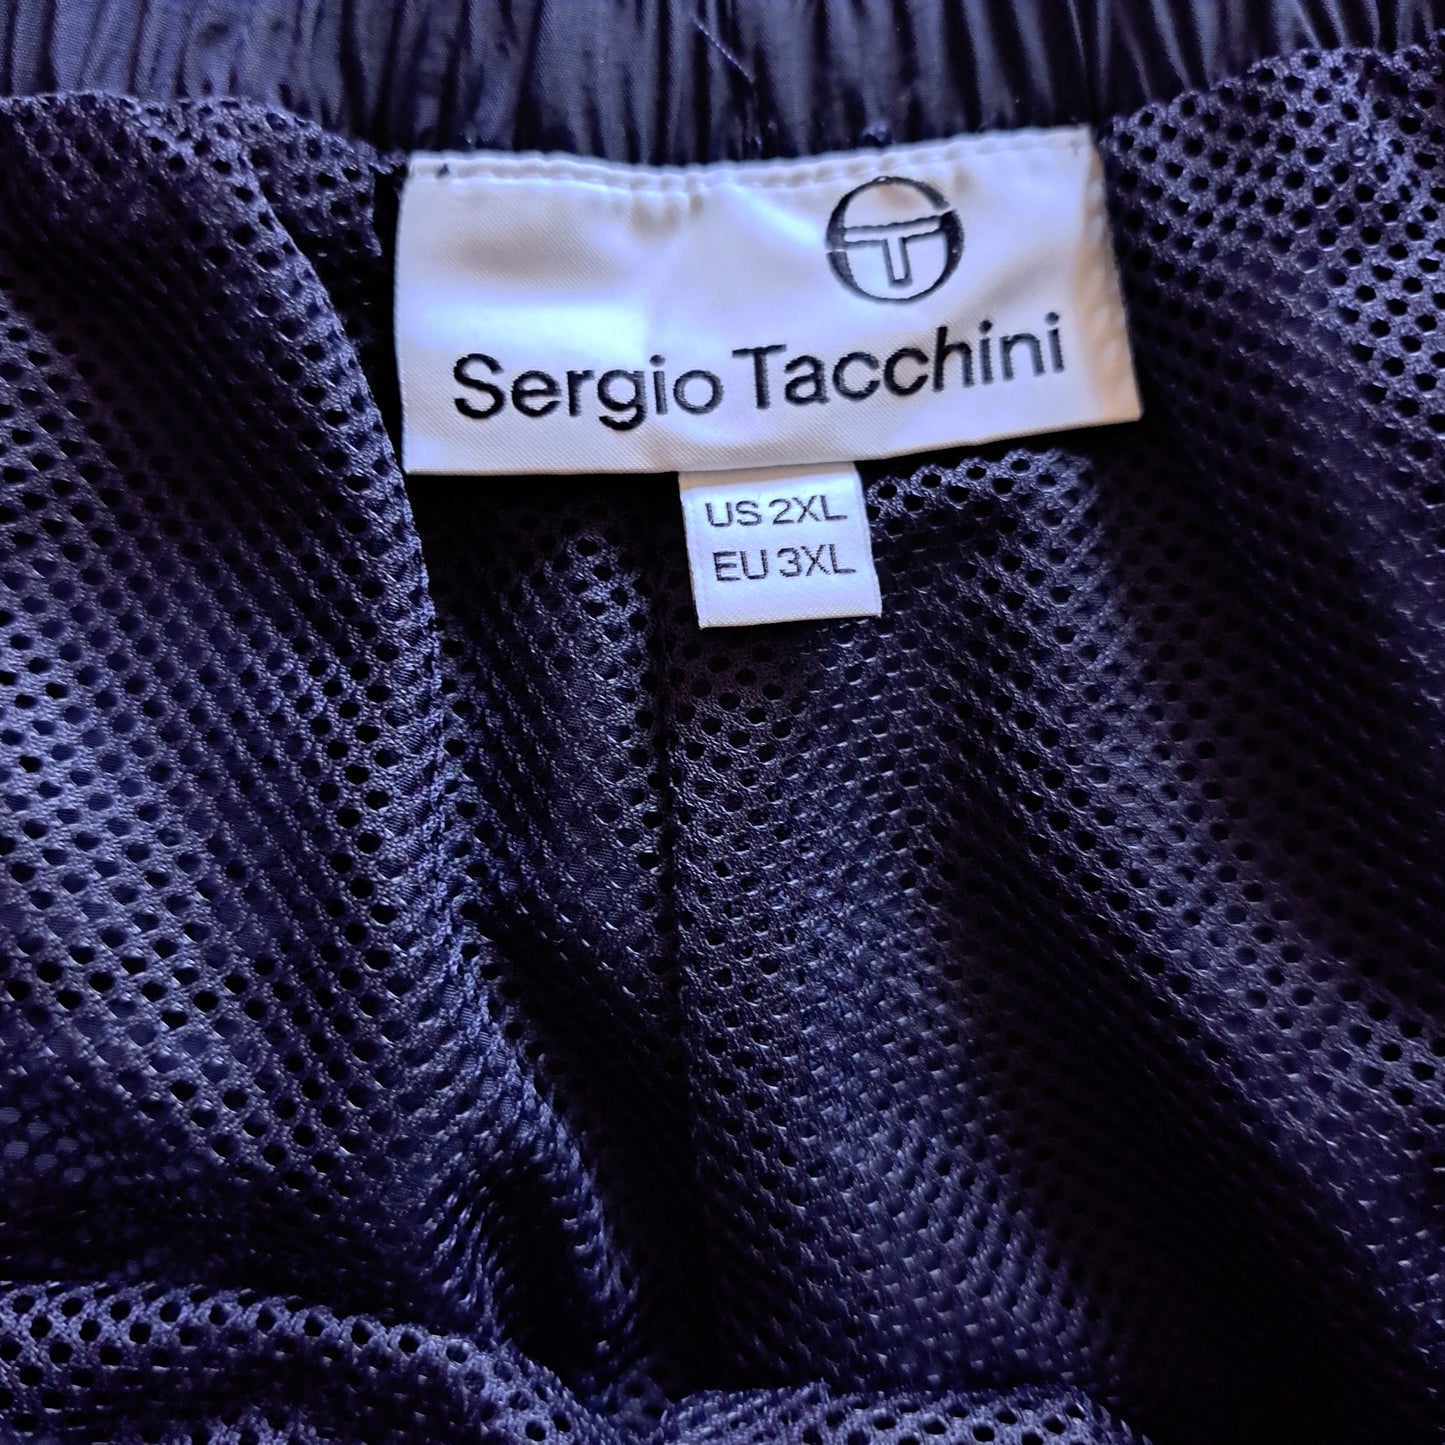 Sergio Tacchini
US 2XL
EU 3XL